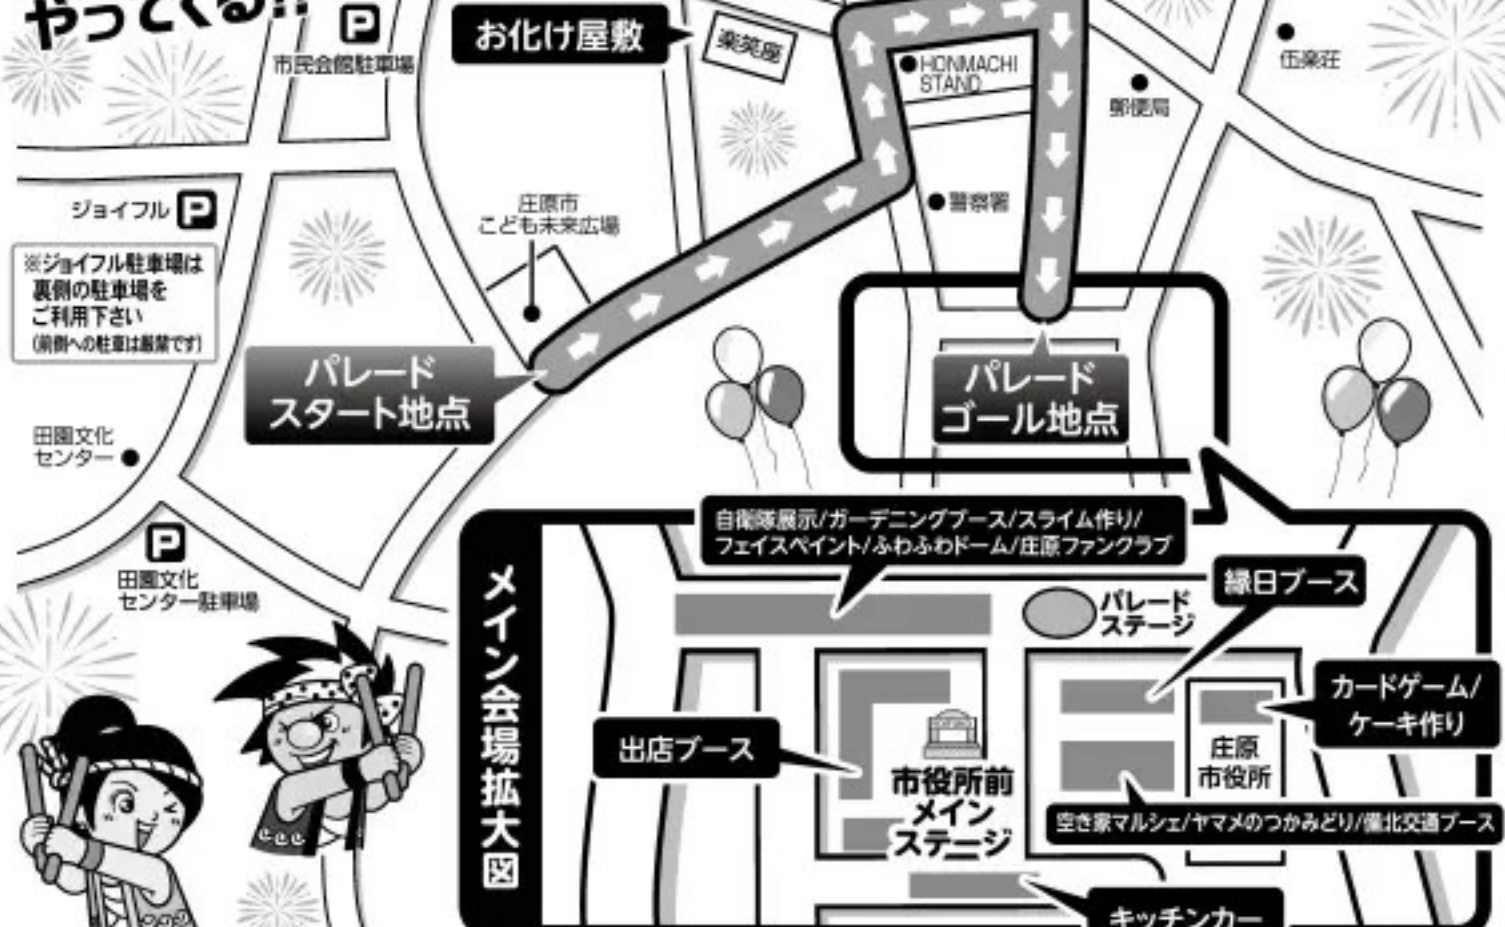 やってくる!!
P
市民会館駐車場
お化け屋敷
楽笑座
HONMACHI
STAND
郵便局
伍楽荘
ジョイフル P
※ジョイフル駐車場は
裏側の駐車場を
ご利用下さい
(前側への駐車は厳禁です)
庄原市
こども未来広場
警察署
パレード
スタート地点
パレード
ゴール地点
田園文化
センター
P
田園文化
センター駐車場
メイン会場拡大図
自衛隊展示/ガーデニングブース/スライム作り/
フェイスペイント/ふわふわドーム/庄原ファンクラブ
パレード
ステージ
縁日ブース
カードゲーム/
ケーキ作り
出店ブース
市役所前
メイン
ステージ
庄原
市役所
空き家マルシェ/ヤマメのつかみどり/備北交通ブース
キッチンカー